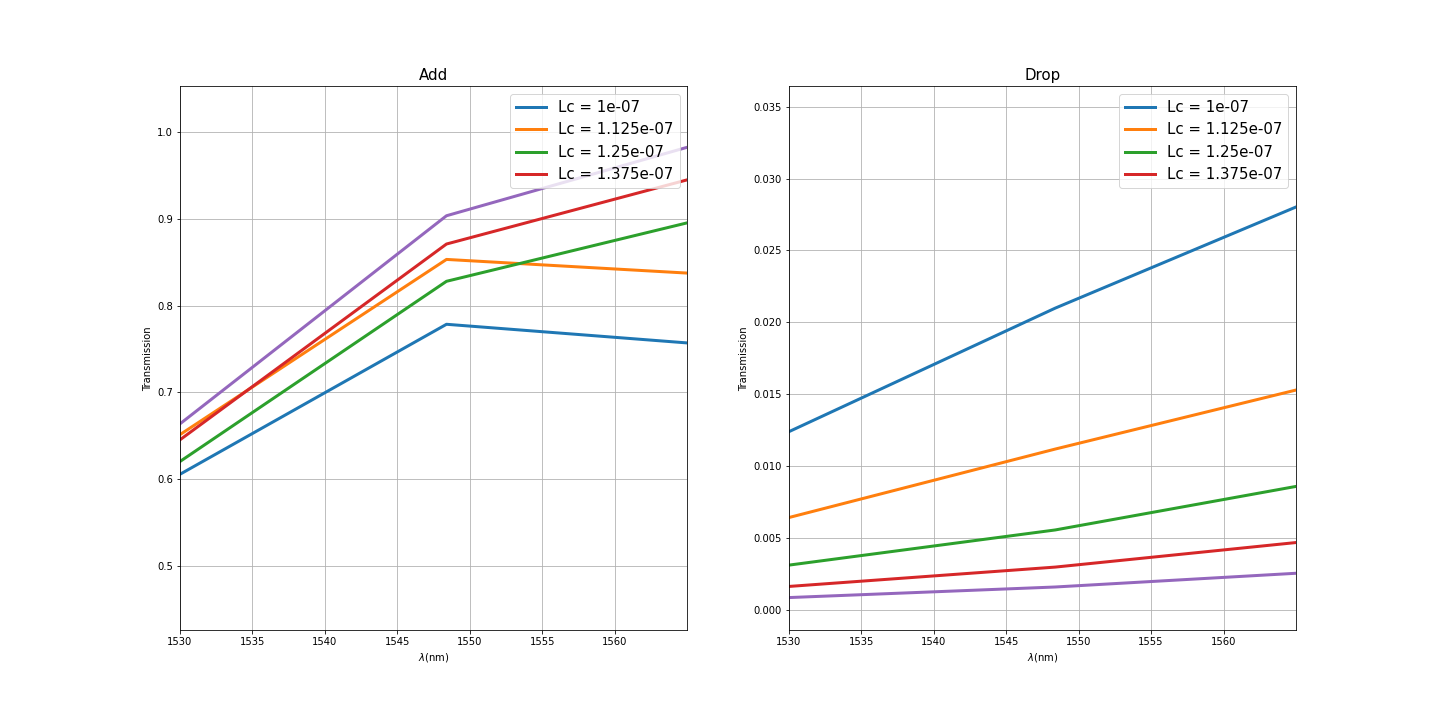 Add
Transmission
1.0
0.9
0.8
0.7
0.6
0.5
Lc = 1e-07
Lc = 1.125e-07
Lc = 1.25e-07
Lc = 1.375e-07
1530 1535 1540 1545 1550 1555 1560
λ(nm)
Drop
Transmission
0.035
0.030
0.025
0.020
0.015
0.010
0.005
0.000
Lc = 1e-07
Lc = 1.125e-07
Lc = 1.25e-07
Lc = 1.375e-07
1530 1535 1540 1545 1550 1555 1560
λ(nm)